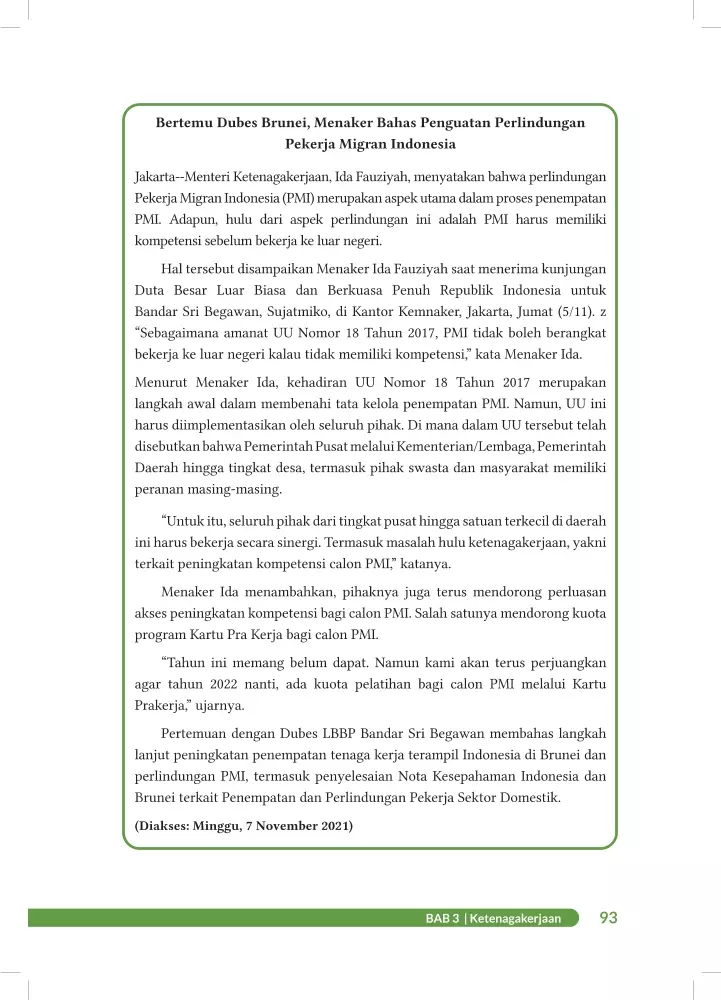 Bertemu Dubes Brunei, Menaker Bahas Penguatan Perlindungan
Pekerja Migran Indonesia
Jakarta--Menteri Ketenagakerjaan, Ida Fauziyah, menyatakan bahwa perlindungan
Pekerja Migran Indonesia (PMI) merupakan aspek utama dalam proses penempatan
PMI. Adapun, hulu dari aspek perlindungan ini adalah PMI harus memiliki
kompetensi sebelum bekerja ke luar negeri.
Hal tersebut disampaikan Menaker Ida Fauziyah saat menerima kunjungan
Duta Besar Luar Biasa dan Berkuasa Penuh Republik Indonesia untuk
Bandar Sri Begawan, Sujatmiko, di Kantor Kemnaker, Jakarta, Jumat (5/11). z
“Sebagaimana amanat UU Nomor 18 Tahun 2017, PMI tidak boleh berangkat
bekerja ke luar negeri kalau tidak memiliki kompetensi,” kata Menaker Ida.
Menurut Menaker Ida, kehadiran UU Nomor 18 Tahun 2017 merupakan
langkah awal dalam membenahi tata kelola penempatan PMI. Namun, UU ini
harus diimplementasikan oleh seluruh pihak. Di mana dalam UU tersebut telah
disebutkan bahwa Pemerintah Pusat melalui Kementerian/Lembaga, Pemerintah
Daerah hingga tingkat desa, termasuk pihak swasta dan masyarakat memiliki
peranan masing-masing.
“Untuk itu, seluruh pihak dari tingkat pusat hingga satuan terkecil di daerah
ini harus bekerja secara sinergi. Termasuk masalah hulu ketenagakerjaan, yakni
terkait peningkatan kompetensi calon PMI,” katanya.
Menaker Ida menambahkan, pihaknya juga terus mendorong perluasan
akses peningkatan kompetensi bagi calon PMI. Salah satunya mendorong kuota
program Kartu Pra Kerja bagi calon PMI.
“Tahun ini memang belum dapat. Namun kami akan terus perjuangkan
agar tahun 2022 nanti, ada kuota pelatihan bagi calon PMI melalui Kartu
Prakerja,” ujarnya.
Pertemuan dengan Dubes LBBP Bandar Sri Begawan membahas langkah
lanjut peningkatan penempatan tenaga kerja terampil Indonesia di Brunei dan
perlindungan PMI, termasuk penyelesaian Nota Kesepahaman Indonesia dan
Brunei terkait Penempatan dan Perlindungan Pekerja Sektor Domestik.
(Diakses: Minggu, 7 November 2021)
BAB 3 | Ketenagakerjaan 93